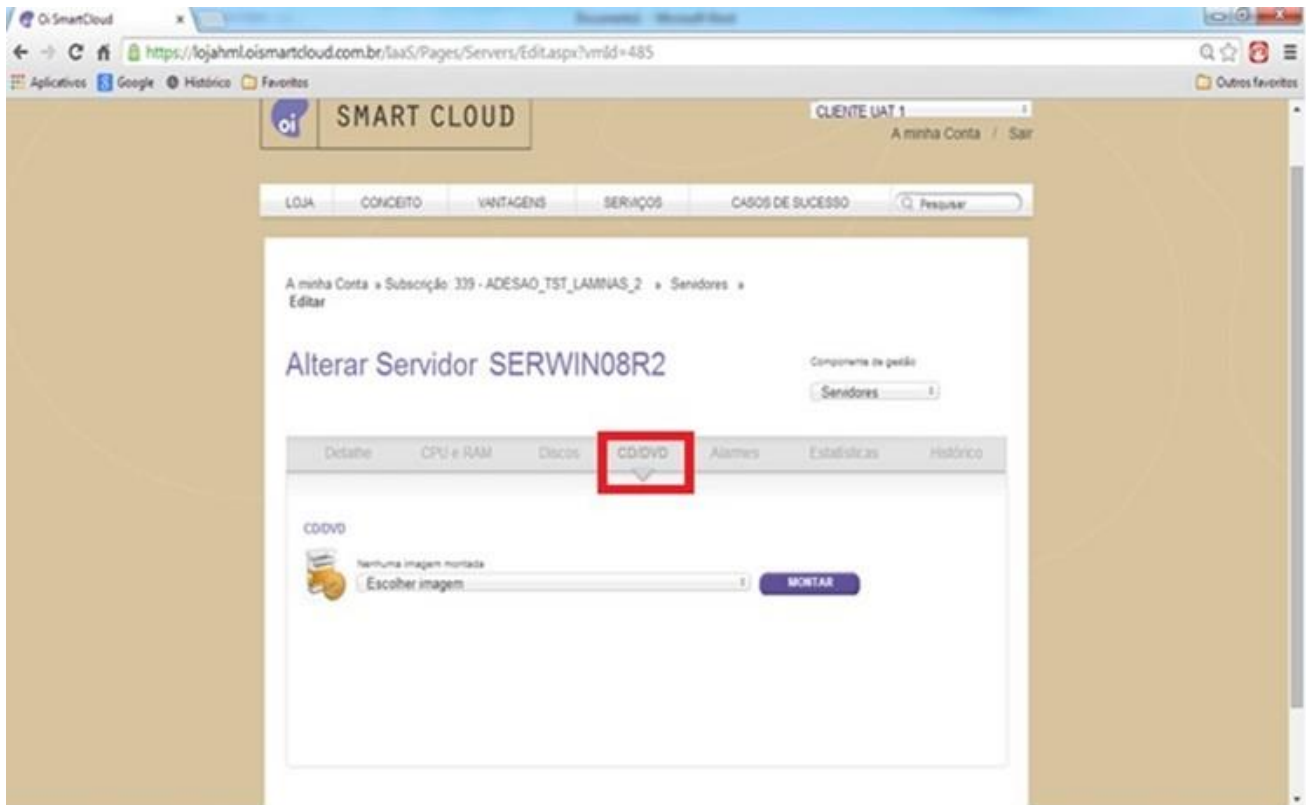 Oi SmartCloud
https://lojahml.oismartcloud.com.br/IaaS/Pages/Servers/Edit.aspx?vmId=485
Aplicativos Google Histórico Favoritos Outros favoritos
oi SMART CLOUD
CLIENTE UAT 1
A minha Conta / Sair
LOJA CONCEITO VANTAGENS SERVIÇOS CASOS DE SUCESSO Pesquisar
A minha Conta » Subscrição: 339 - ADESAO_TST_LAMINAS_2 » Servidores »
Editar
Alterar Servidor SERWIN08R2
Componente de gestão
Servidores
Detalhe CPU e RAM Discos CD/DVD Alarmes Estatísticas Histórico
CD/DVD
Nenhuma imagem montada
Escolher imagem MONTAR